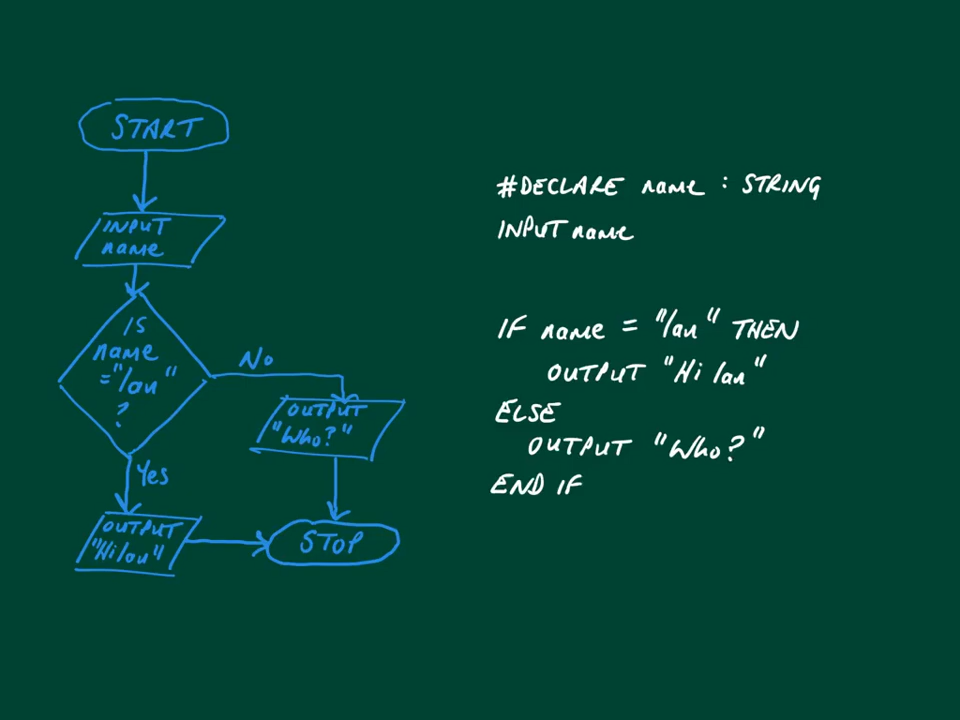 START
INPUT
name
IS
name
="Ian"
?
No
OUTPUT
"Who?"
Yes
OUTPUT
"Hi Ian"
STOP
#DECLARE name : STRING
INPUT name
IF name = "Ian" THEN
OUTPUT "Hi Ian"
ELSE
OUTPUT "Who?"
END IF